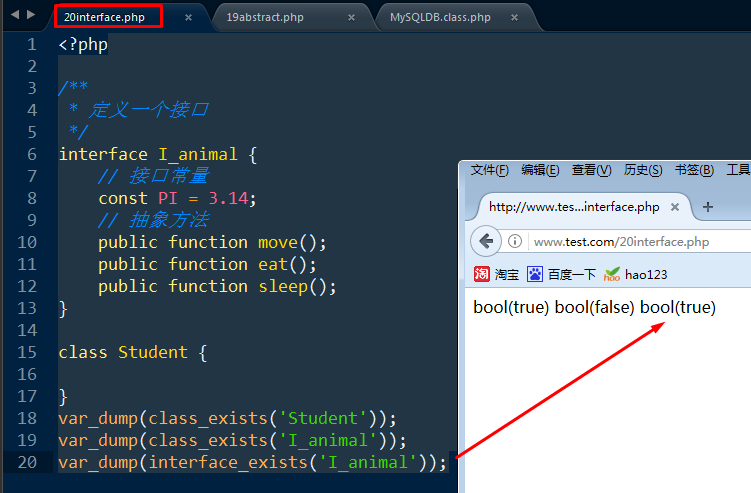 20interface.php
19abstract.php
MySQLDB.class.php
1 <?php
2
3 /**
4  * 定义一个接口
5  */
6 interface I_animal {
7     // 接口常量
8     const PI = 3.14;
9     // 抽象方法
10     public function move();
11     public function eat();
12     public function sleep();
13 }
14
15 class Student {
16
17 }
18 var_dump(class_exists('Student'));
19 var_dump(class_exists('I_animal'));
20 var_dump(interface_exists('I_animal'));
文件(F) 编辑(E) 查看(V) 历史(S) 书签(B) 工具
http://www.tes...interface.php
www.test.com/20interface.php
淘 淘宝 百度一下 hao hao123
bool(true) bool(false) bool(true)